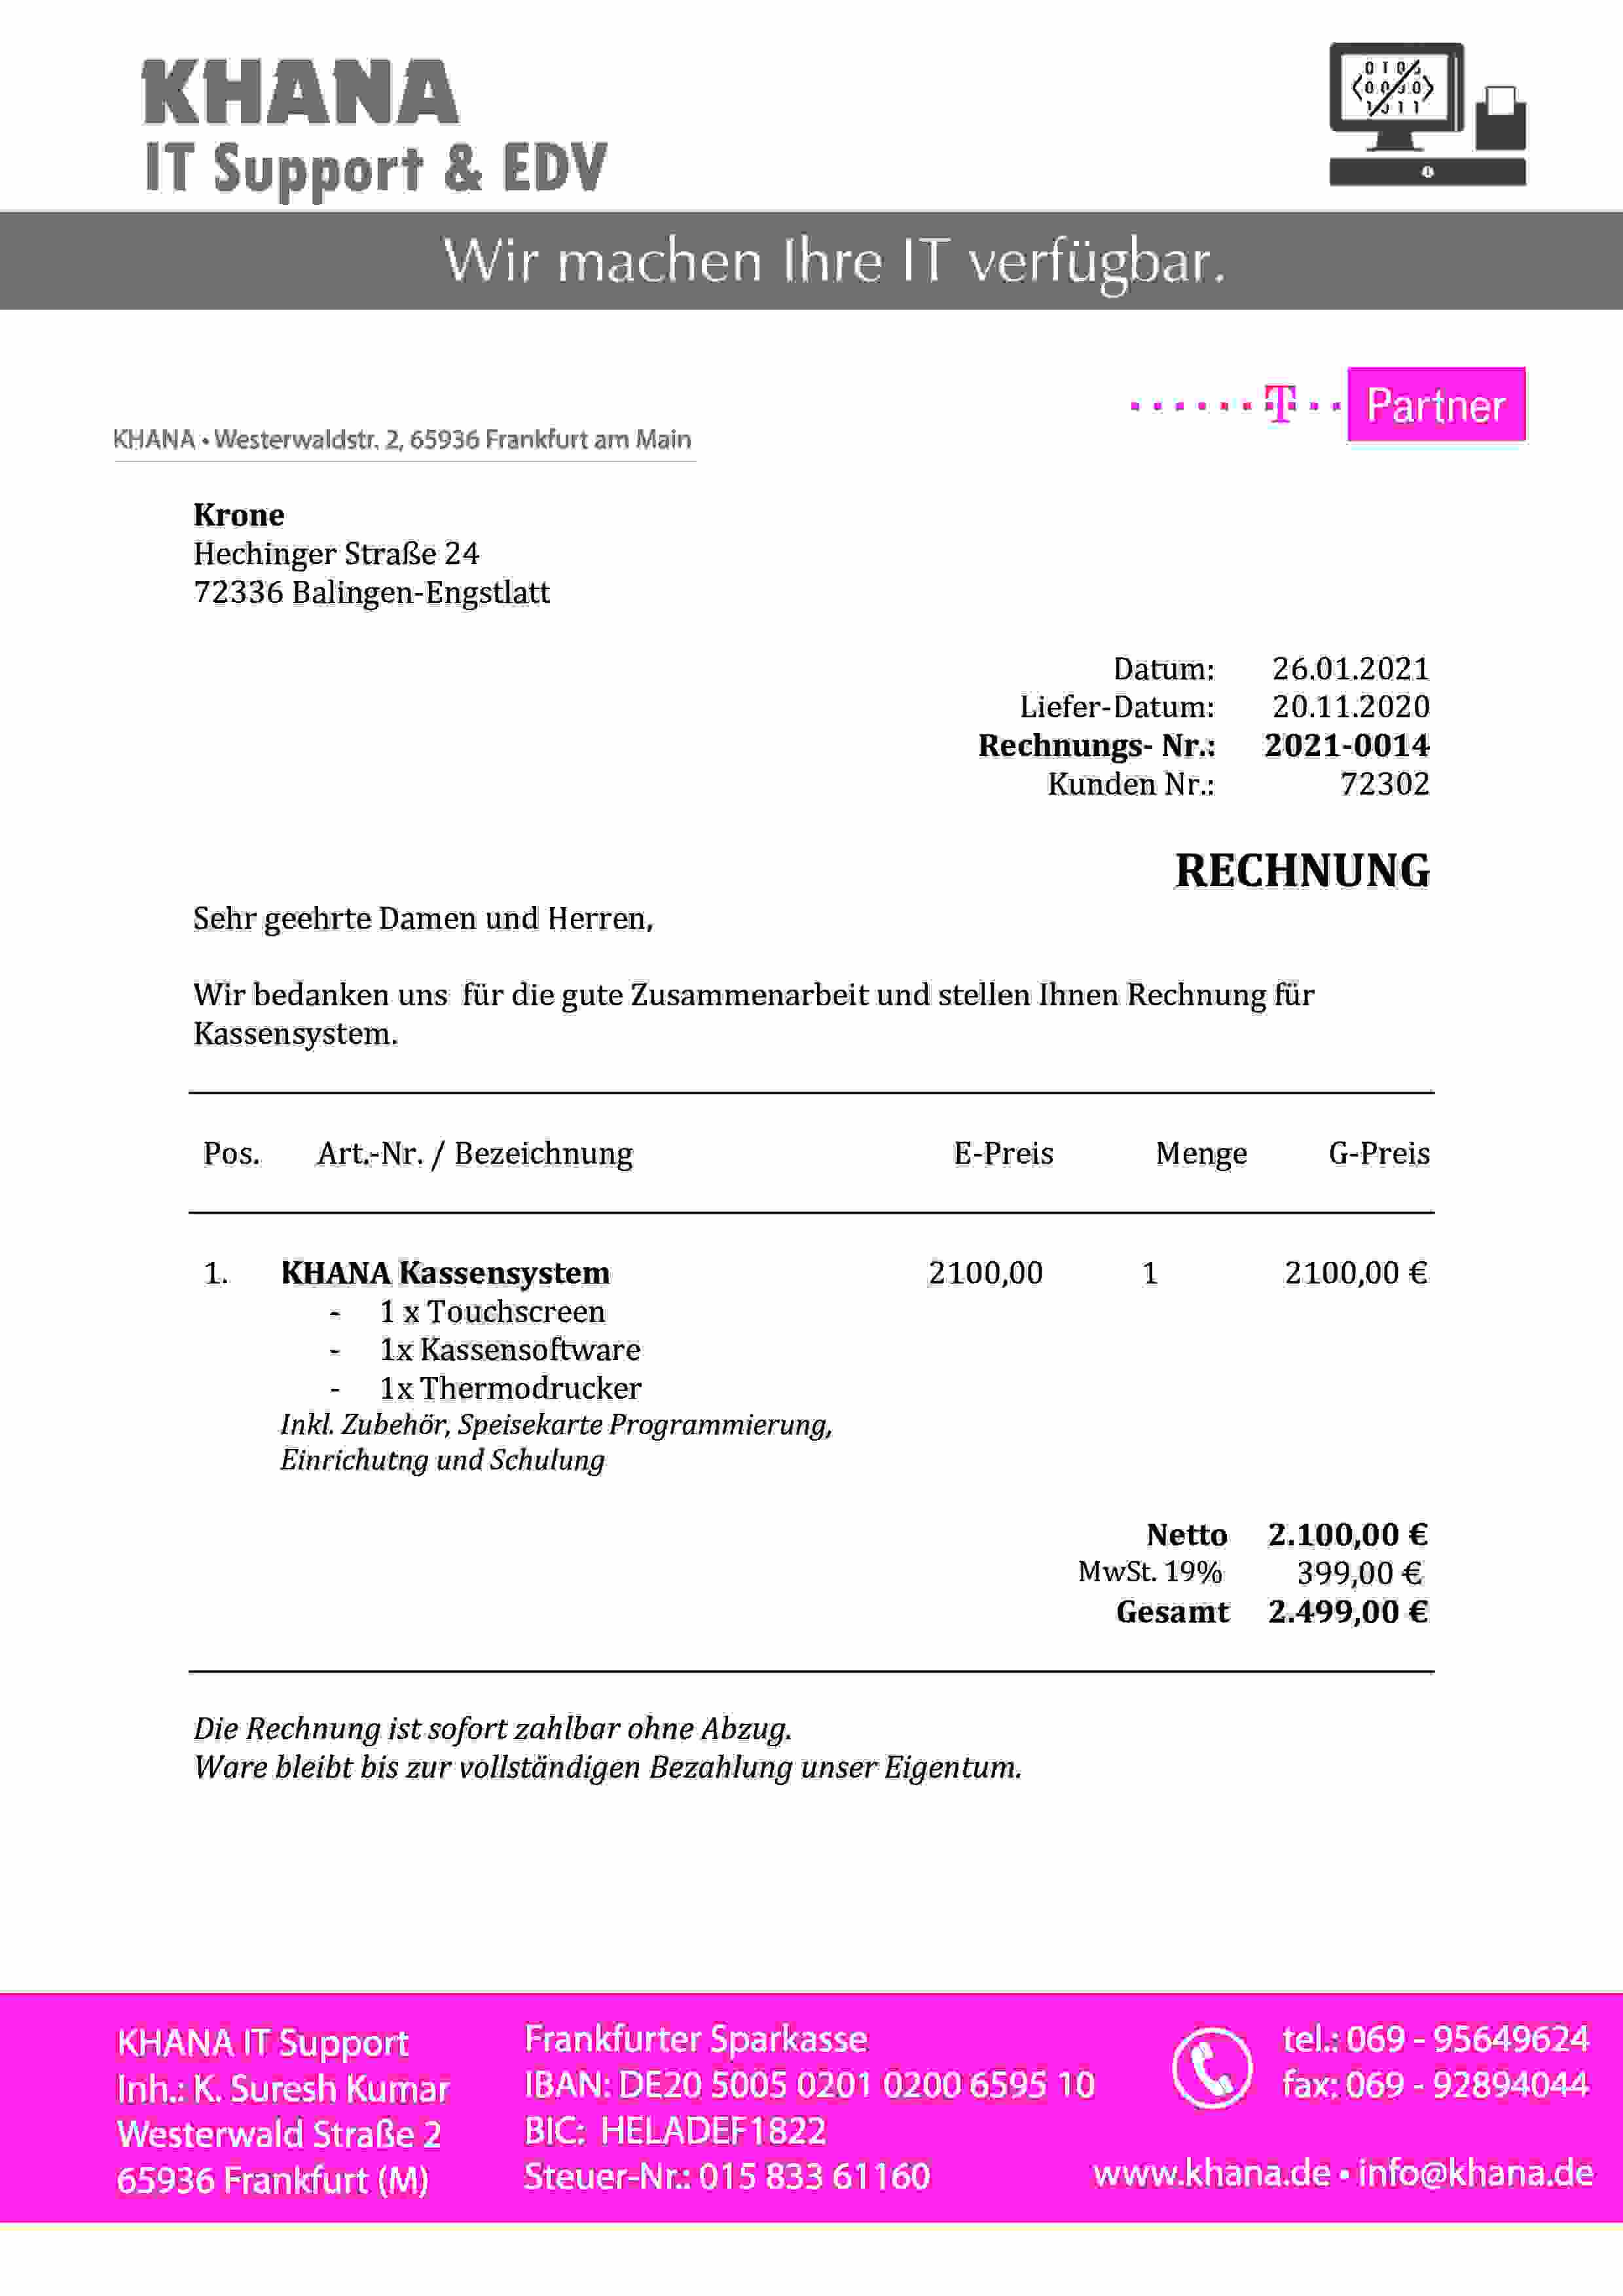 KHANA
IT Support & EDV
Wir machen Ihre IT verfügbar.
T Partner
KHANA • Westerwaldstr. 2, 65936 Frankfurt am Main
Krone
Hechinger Straße 24
72336 Balingen-Engstlatt
Datum: 26.01.2021
Liefer-Datum: 20.11.2020
Rechnungs- Nr.: 2021-0014
Kunden Nr.: 72302
RECHNUNG
Sehr geehrte Damen und Herren,
Wir bedanken uns für die gute Zusammenarbeit und stellen Ihnen Rechnung für
Kassensystem.
Pos. Art.-Nr. / Bezeichnung E-Preis Menge G-Preis
1. KHANA Kassensystem 2100,00 1 2100,00 €
- 1 x Touchscreen
- 1x Kassensoftware
- 1x Thermodrucker
Inkl. Zubehör, Speisekarte Programmierung,
Einrichutng und Schulung
Netto 2.100,00 €
MwSt. 19% 399,00 €
Gesamt 2.499,00 €
Die Rechnung ist sofort zahlbar ohne Abzug.
Ware bleibt bis zur vollständigen Bezahlung unser Eigentum.
KHANA IT Support
Inh.: K. Suresh Kumar
Westerwald Straße 2
65936 Frankfurt (M)
Frankfurter Sparkasse
IBAN: DE20 5005 0201 0200 6595 10
BIC: HELADEF1822
Steuer-Nr.: 015 833 61160
tel.: 069 - 95649624
fax: 069 - 92894044
www.khana.de • info@khana.de